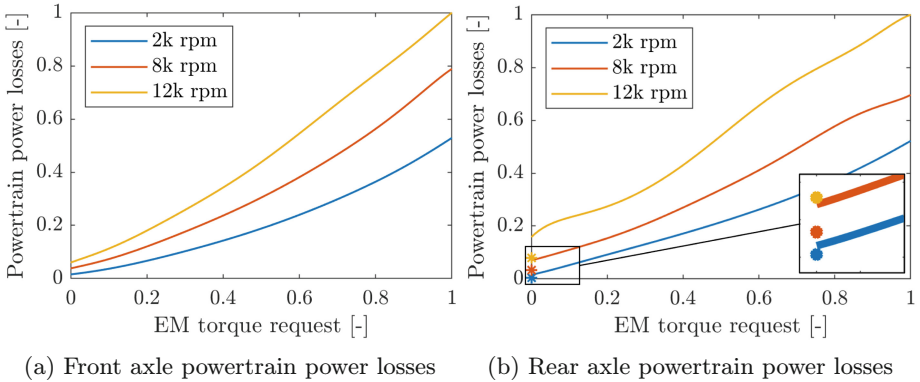 Powertrain power losses [-]
1
0.8
0.6
0.4
0.2
0
2k rpm
8k rpm
12k rpm
0 0.2 0.4 0.6 0.8 1
EM torque request [-]
(a) Front axle powertrain power losses
Powertrain power losses [-]
1
0.8
0.6
0.4
0.2
0
2k rpm
8k rpm
12k rpm
0 0.2 0.4 0.6 0.8 1
EM torque request [-]
(b) Rear axle powertrain power losses